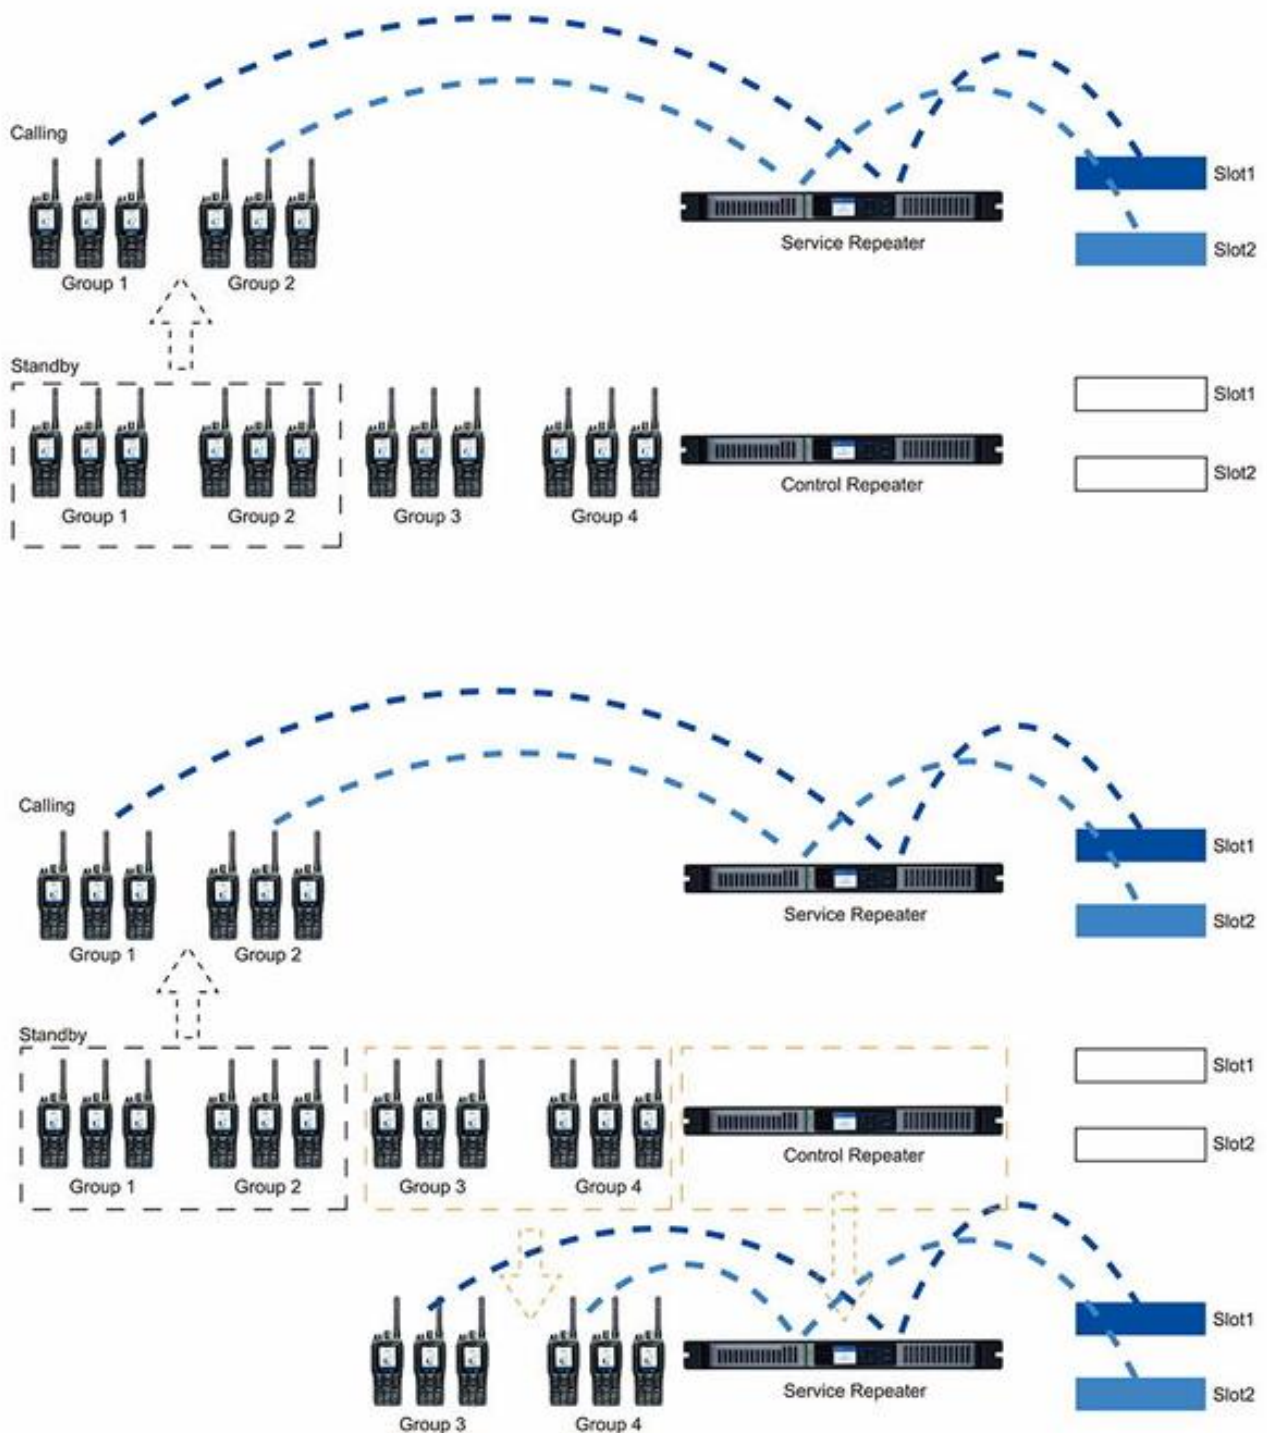 Calling
Slot1
Service Repeater
Slot2
Group 1 Group 2
Standby
Slot1
Slot2
Control Repeater
Group 1 Group 2 Group 3 Group 4
Calling
Slot1
Service Repeater
Slot2
Group 1 Group 2
Standby
Slot1
Slot2
Control Repeater
Group 1 Group 2 Group 3 Group 4
Slot1
Service Repeater
Slot2
Group 3 Group 4